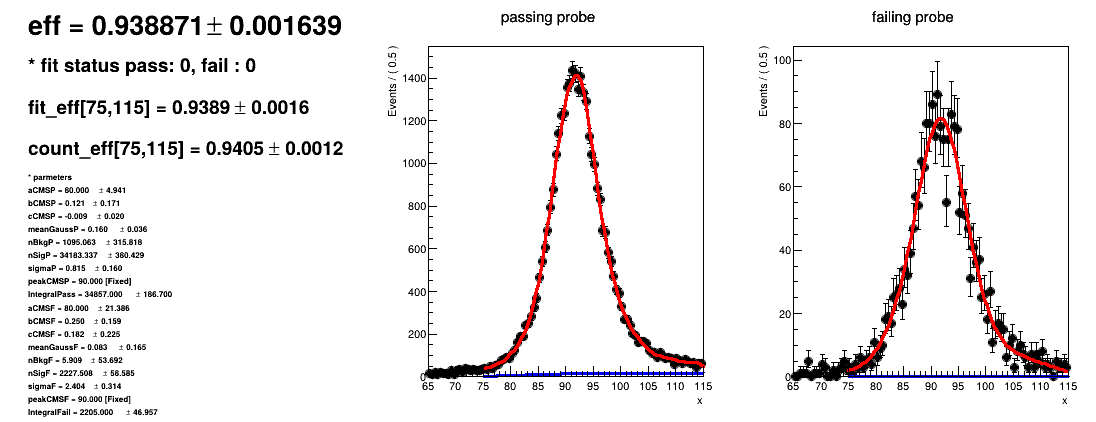 eff = 0.938871 ± 0.001639
* fit status pass: 0, fail : 0
fit_eff[75,115] = 0.9389 ± 0.0016
count_eff[75,115] = 0.9405 ± 0.0012
* parmeters
aCMSP = 80.000 ± 4.941
bCMSP = 0.121 ± 0.171
cCMSP = -0.009 ± 0.020
meanGaussP = 0.160 ± 0.036
nBkgP = 1095.063 ± 315.818
nSigP = 34183.337 ± 380.429
sigmaP = 0.815 ± 0.160
peakCMSP = 90.000 [Fixed]
IntegralPass = 34857.000 ± 186.700
aCMSF = 80.000 ± 21.386
bCMSF = 0.250 ± 0.159
cCMSF = 0.182 ± 0.225
meanGaussF = 0.083 ± 0.165
nBkgF = 5.909 ± 53.692
nSigF = 2227.508 ± 58.585
sigmaF = 2.404 ± 0.314
peakCMSF = 90.000 [Fixed]
IntegralFail = 2205.000 ± 46.957
passing probe
Events / ( 0.5 )
1400
1200
1000
800
600
400
200
0
65 70 75 80 85 90 95 100 105 110 115
x
failing probe
Events / ( 0.5 )
100
80
60
40
20
0
65 70 75 80 85 90 95 100 105 110 115
x